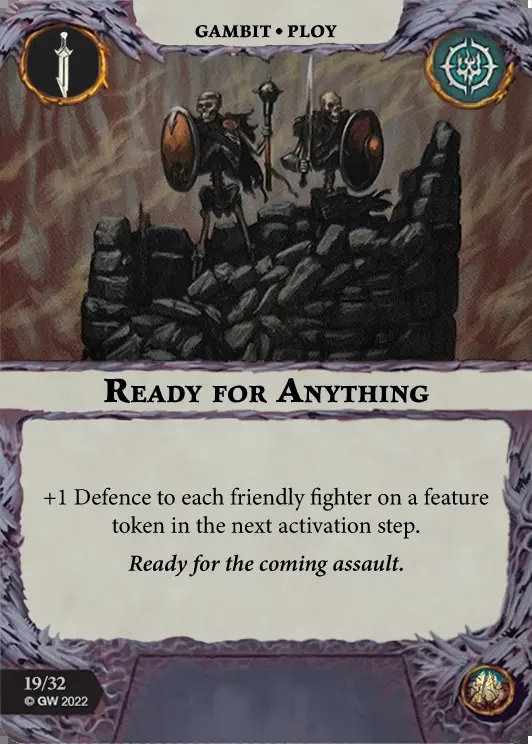 GAMBIT • PLOY
READY FOR ANYTHING
+1 Defence to each friendly fighter on a feature
token in the next activation step.
Ready for the coming assault.
19/32
© GW 2022